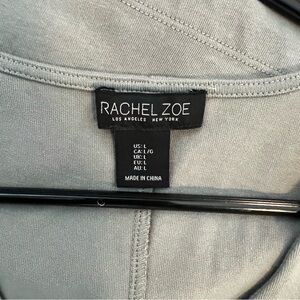 RACHEL ZOE
LOS ANGELES NEW YORK
US: L
CA: L/G
UK: L
EU: L
AU: L
MADE IN CHINA